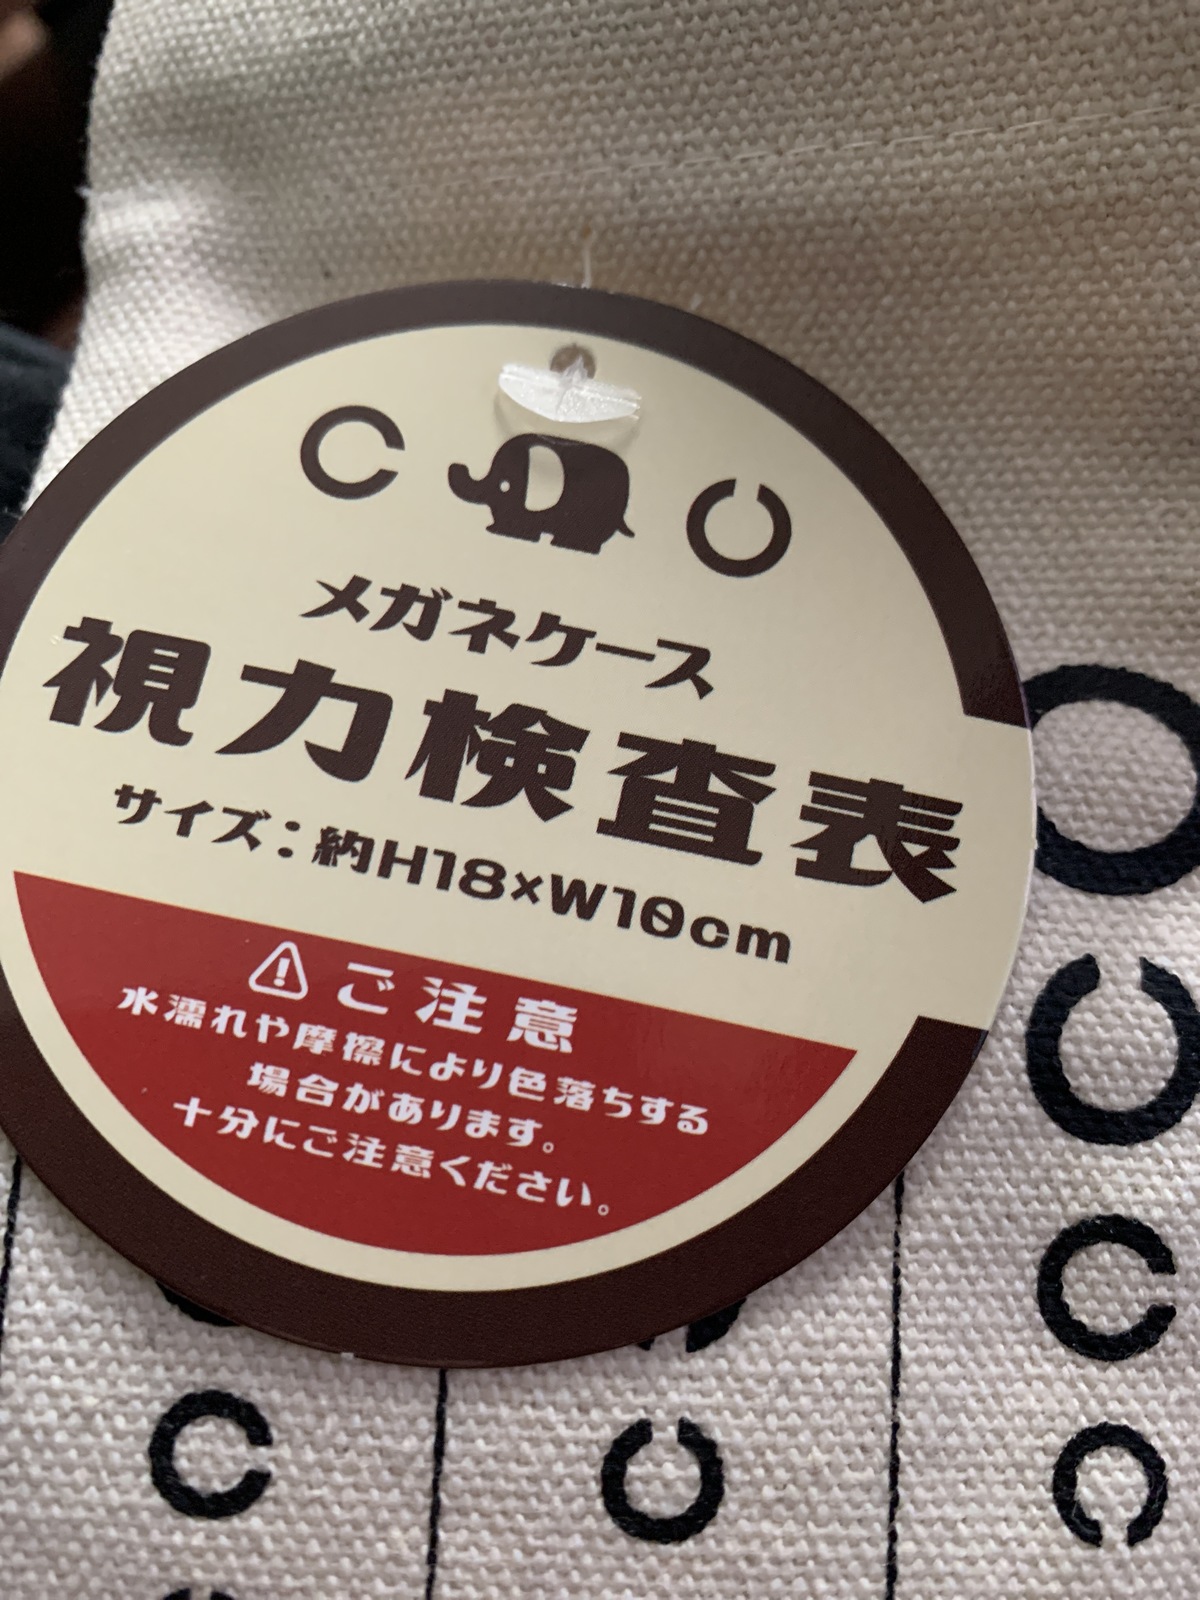 メガネケース
視力検査表
サイズ：約H18×W10cm
ご注意
水濡れや摩擦により色落ちする
場合があります。
十分にご注意ください。